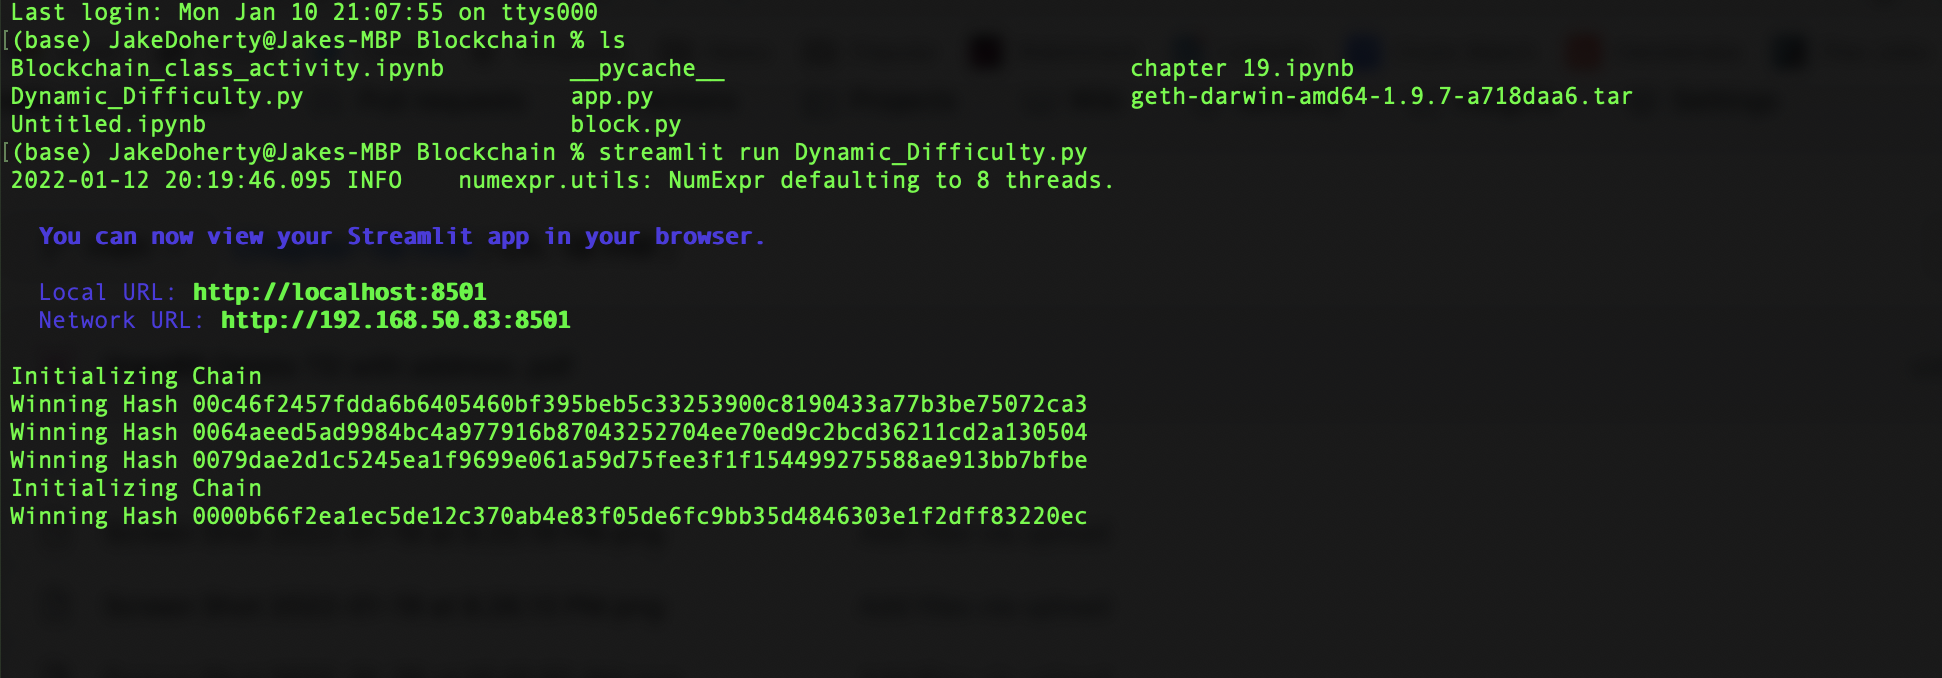 Last login: Mon Jan 10 21:07:55 on ttys000
[(base) JakeDoherty@Jakes-MBP Blockchain % ls
Blockchain_class_activity.ipynb __pycache__ chapter 19.ipynb
Dynamic_Difficulty.py app.py geth-darwin-amd64-1.9.7-a718daa6.tar
Untitled.ipynb block.py
[(base) JakeDoherty@Jakes-MBP Blockchain % streamlit run Dynamic_Difficulty.py
2022-01-12 20:19:46.095 INFO numexpr.utils: NumExpr defaulting to 8 threads.
You can now view your Streamlit app in your browser.
Local URL: http://localhost:8501
Network URL: http://192.168.50.83:8501
Initializing Chain
Winning Hash 00c46f2457fdda6b6405460bf395beb5c33253900c8190433a77b3be75072ca3
Winning Hash 0064aeed5ad9984bc4a977916b87043252704ee70ed9c2bcd36211cd2a130504
Winning Hash 0079dae2d1c5245ea1f9699e061a59d75fee3f1f154499275588ae913bb7bfbe
Initializing Chain
Winning Hash 0000b66f2ea1ec5de12c370ab4e83f05de6fc9bb35d4846303e1f2dff83220ec